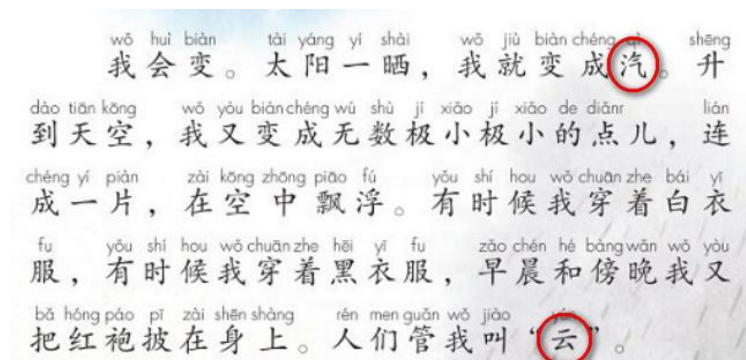 wǒ huì biàn tài yáng yí shài wǒ jiù biàn chéng qì shēng
我会变。太阳一晒，我就变成汽。升
dào tiān kōng wǒ yòu biàn chéng wú shù jí xiǎo jí xiǎo de diǎnr lián
到天空，我又变成无数极小极小的点儿，连
chéng yí piàn zài kōng zhōng piāo fú yǒu shí hou wǒ chuān zhe bái yī
成一片，在空中飘浮。有时候我穿着白衣
fu yǒu shí hou wǒ chuān zhe hēi yī fu zǎo chén hé bàng wǎn wǒ yòu
服，有时候我穿着黑衣服，早晨和傍晚我又
bǎ hóng páo pī zài shēn shàng rén men guǎn wǒ jiào yún
把红袍披在身上。人们管我叫“云”。